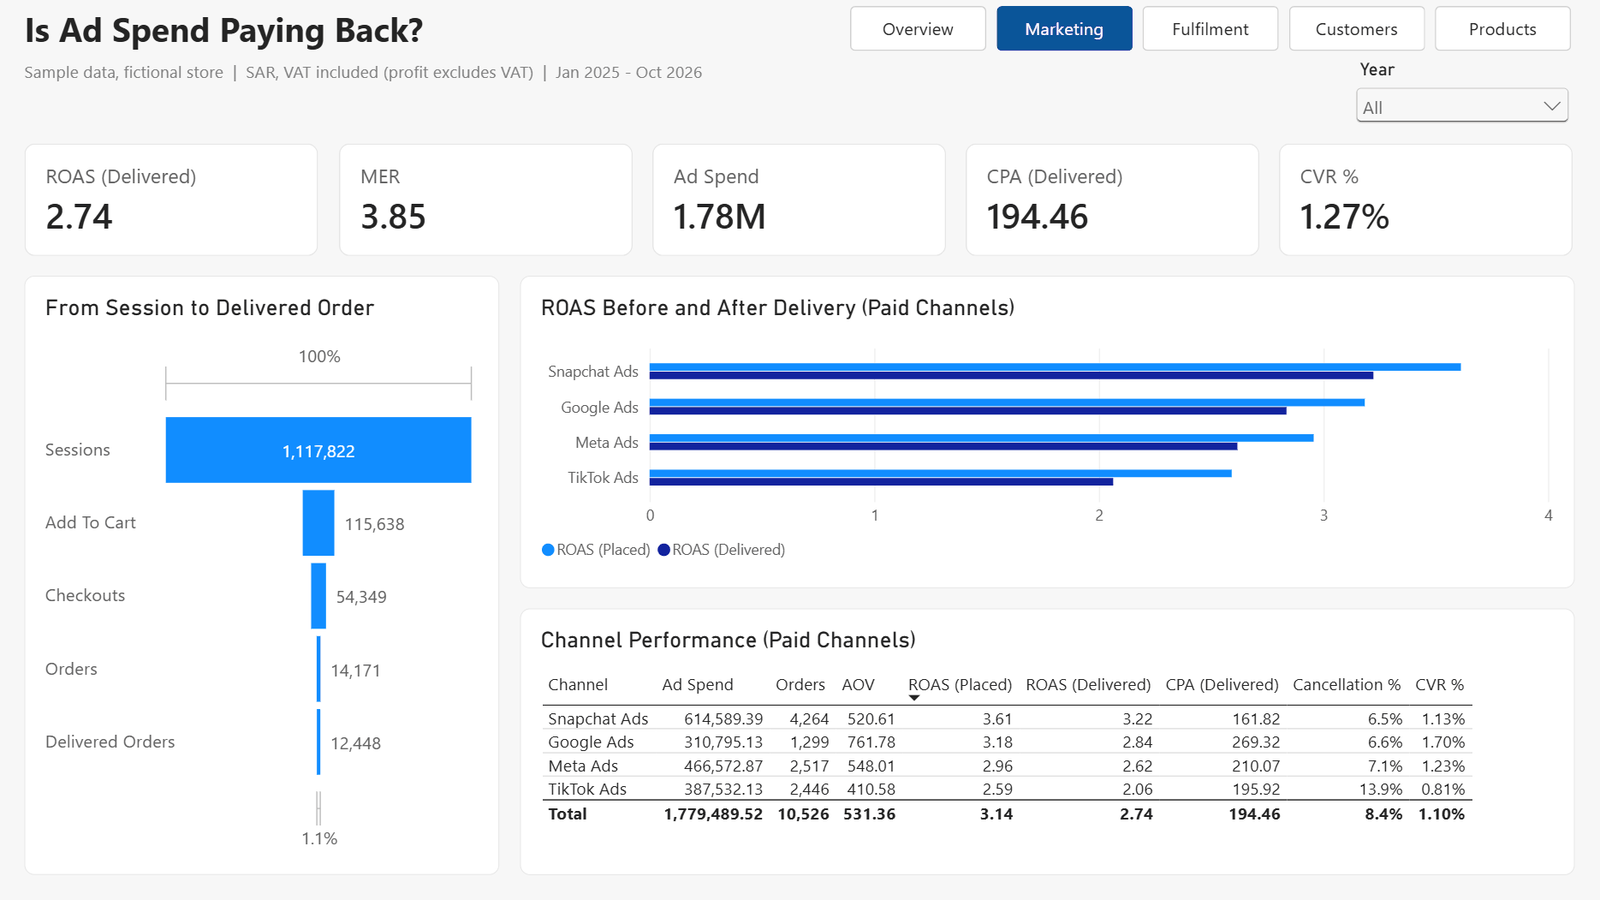 Is Ad Spend Paying Back?
Overview
Marketing
Fulfilment
Customers
Products
Sample data, fictional store | SAR, VAT included (profit excludes VAT) | Jan 2025 - Oct 2026
Year
All
ROAS (Delivered)
2.74
MER
3.85
Ad Spend
1.78M
CPA (Delivered)
194.46
CVR %
1.27%
From Session to Delivered Order
100%
Sessions 1,117,822
Add To Cart 115,638
Checkouts 54,349
Orders 14,171
Delivered Orders 12,448
1.1%
ROAS Before and After Delivery (Paid Channels)
Snapchat Ads
Google Ads
Meta Ads
TikTok Ads
0 1 2 3 4
ROAS (Placed) ROAS (Delivered)
Channel Performance (Paid Channels)
Channel Ad Spend Orders AOV ROAS (Placed) ROAS (Delivered) CPA (Delivered) Cancellation % CVR %
Snapchat Ads 614,589.39 4,264 520.61 3.61 3.22 161.82 6.5% 1.13%
Google Ads 310,795.13 1,299 761.78 3.18 2.84 269.32 6.6% 1.70%
Meta Ads 466,572.87 2,517 548.01 2.96 2.62 210.07 7.1% 1.23%
TikTok Ads 387,532.13 2,446 410.58 2.59 2.06 195.92 13.9% 0.81%
Total 1,779,489.52 10,526 531.36 3.14 2.74 194.46 8.4% 1.10%